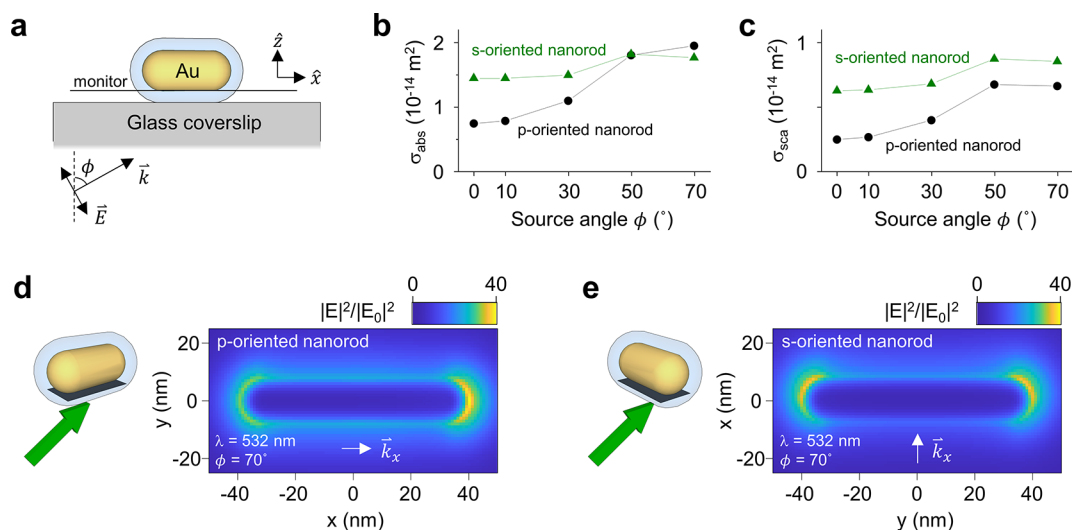 a
ẑ
x̂
monitor
Au
Glass coverslip
ϕ
k⃗
E⃗
b
2
1
0
σabs (10⁻¹⁴ m²)
s-oriented nanorod
p-oriented nanorod
0 10 30 50 70
Source angle ϕ (°)
c
1
0
σsca (10⁻¹⁴ m²)
s-oriented nanorod
p-oriented nanorod
0 10 30 50 70
Source angle ϕ (°)
d
|E|²/|E₀|²
0 40
p-oriented nanorod
20
0
-20
y (nm)
λ = 532 nm
ϕ = 70°
k⃗ₓ
-40 -20 0 20 40
x (nm)
e
|E|²/|E₀|²
0 40
s-oriented nanorod
20
0
-20
x (nm)
λ = 532 nm
ϕ = 70°
k⃗ₓ
-40 -20 0 20 40
y (nm)